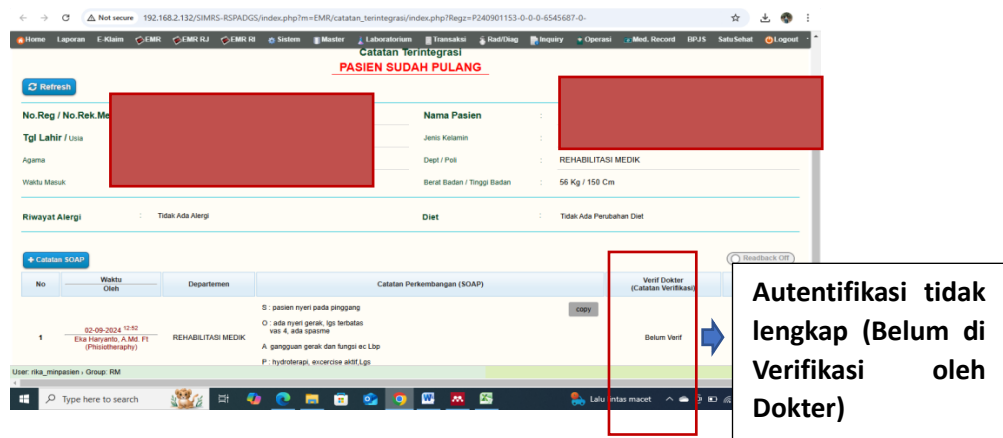 Not secure 192.168.2.132/SIMRS-RSPADGS/index.php?m=EMR/catatan_terintegrasi/index.php?Regz=P240901153-0-0-0-6545687-0-
Home Laporan E-Klaim EMR EMR RJ EMR RI Sistem Master Laboratorium Transaksi Rad/Diag Inquiry Operasi Med. Record BPJS SatuSehat Logout
Catatan Terintegrasi
PASIEN SUDAH PULANG
Refresh
No.Reg / No.Rek.Me
Nama Pasien :
Tgl Lahir / Usia
Jenis Kelamin :
Agama
Dept / Poli : REHABILITASI MEDIK
Waktu Masuk
Berat Badan / Tinggi Badan : 56 Kg / 150 Cm
Riwayat Alergi : Tidak Ada Alergi
Diet : Tidak Ada Perubahan Diet
+ Catatan SOAP
Readback Off
No Waktu Departemen Catatan Perkembangan (SOAP) Verif Dokter
Oleh (Catatan Verifikasi)
S : pasien nyeri pada pinggang
copy
O : ada nyeri gerak, lgs terbatas
vas 4, ada spasme
1 02-09-2024 12:52 REHABILITASI MEDIK Belum Verif
Eka Haryanto, A.Md. Ft
(Phisiotheraphy)
A gangguan gerak dan fungsi ec Lbp
P : hydroterapi, excercise aktif,Lgs
User: rika_minpasien › Group: RM
Type here to search
Lalu lintas macet
Autentifikasi tidak
lengkap (Belum di
Verifikasi oleh
Dokter)